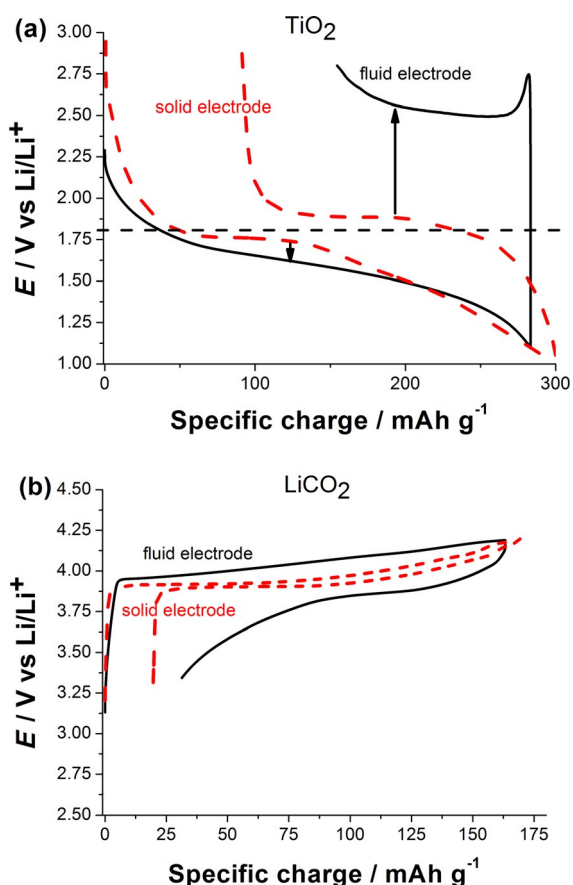 (a) TiO2
3.00
2.75
2.50
2.25
2.00
1.75
1.50
1.25
1.00
fluid electrode
solid electrode
E / V vs Li/Li+
0 100 200 300
Specific charge / mAh g-1
(b) LiCO2
4.50
4.25
4.00
3.75
3.50
3.25
3.00
2.75
2.50
fluid electrode
solid electrode
E / V vs Li/Li+
0 25 50 75 100 125 150 175
Specific charge / mAh g-1